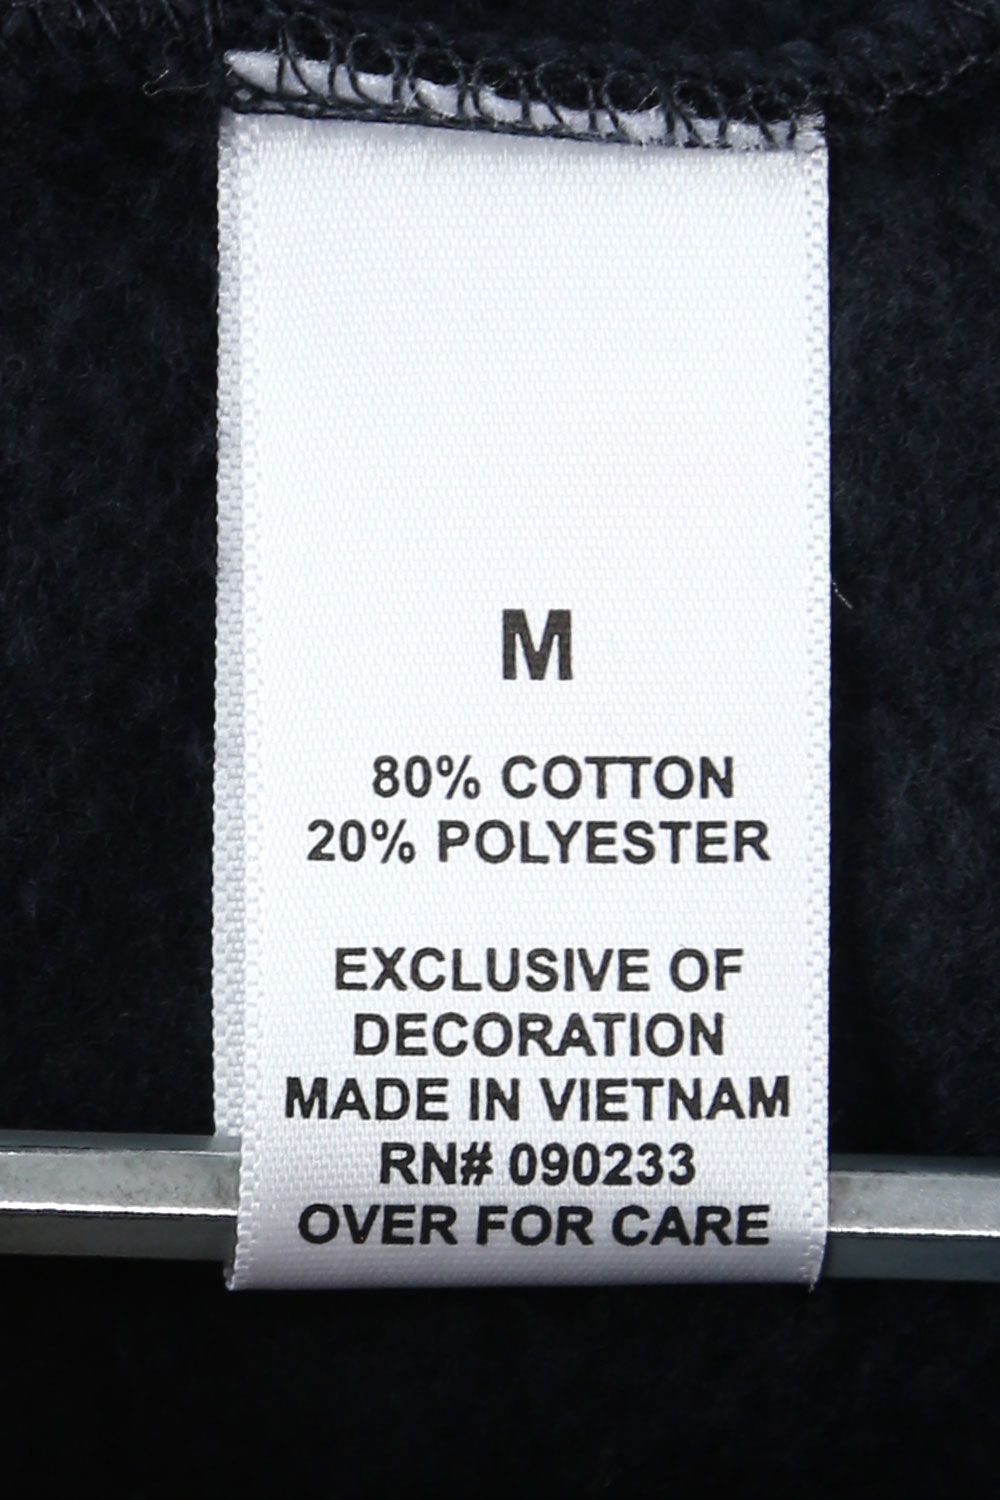 M
80% COTTON
20% POLYESTER
EXCLUSIVE OF
DECORATION
MADE IN VIETNAM
RN# 090233
OVER FOR CARE